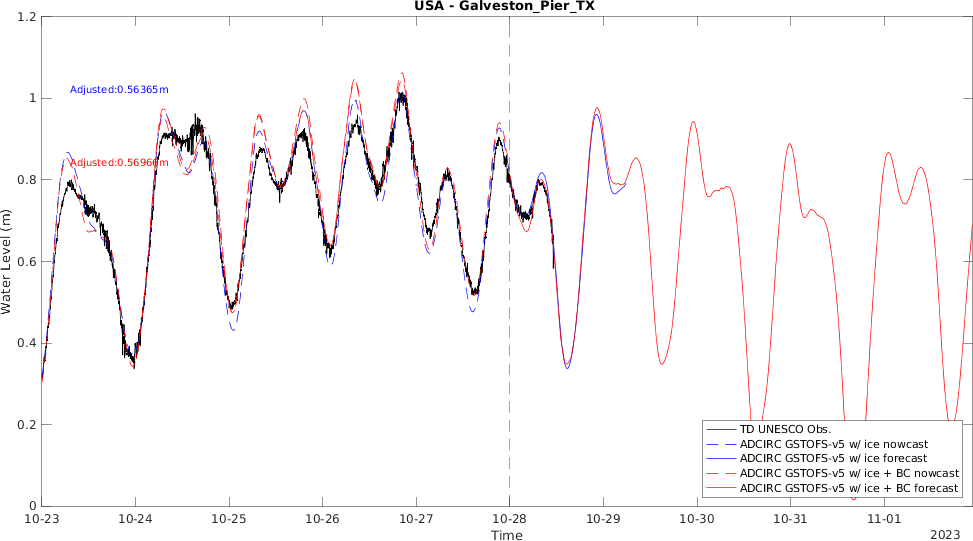 USA - Galveston_Pier_TX
1.2
1
0.8
0.6
0.4
0.2
0
Water Level (m)
Adjusted:0.56365m
Adjusted:0.56966m
TD UNESCO Obs.
ADCIRC GSTOFS-v5 w/ ice nowcast
ADCIRC GSTOFS-v5 w/ ice forecast
ADCIRC GSTOFS-v5 w/ ice + BC nowcast
ADCIRC GSTOFS-v5 w/ ice + BC forecast
10-23 10-24 10-25 10-26 10-27 10-28 10-29 10-30 10-31 11-01
Time
2023